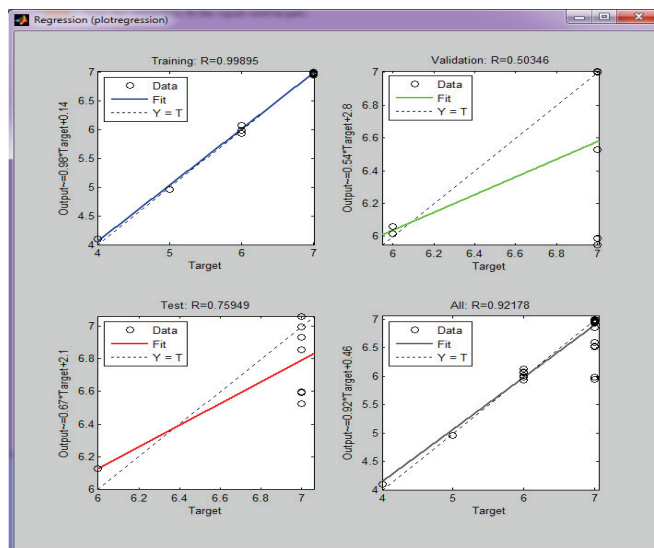 Regression (plotregression)
Training: R=0.99895
Data
Fit
Y = T
Output~=0.98*Target+0.14
7
6.5
6
5.5
5
4.5
4
4 5 6 7
Target
Validation: R=0.50346
Data
Fit
Y = T
Output~=0.54*Target+2.8
7
6.8
6.6
6.4
6.2
6
6 6.2 6.4 6.6 6.8 7
Target
Test: R=0.75949
Data
Fit
Y = T
Output~=0.67*Target+2.1
7
6.8
6.6
6.4
6.2
6
6 6.2 6.4 6.6 6.8 7
Target
All: R=0.92178
Data
Fit
Y = T
Output~=0.92*Target+0.46
7
6.5
6
5.5
5
4.5
4
4 5 6 7
Target